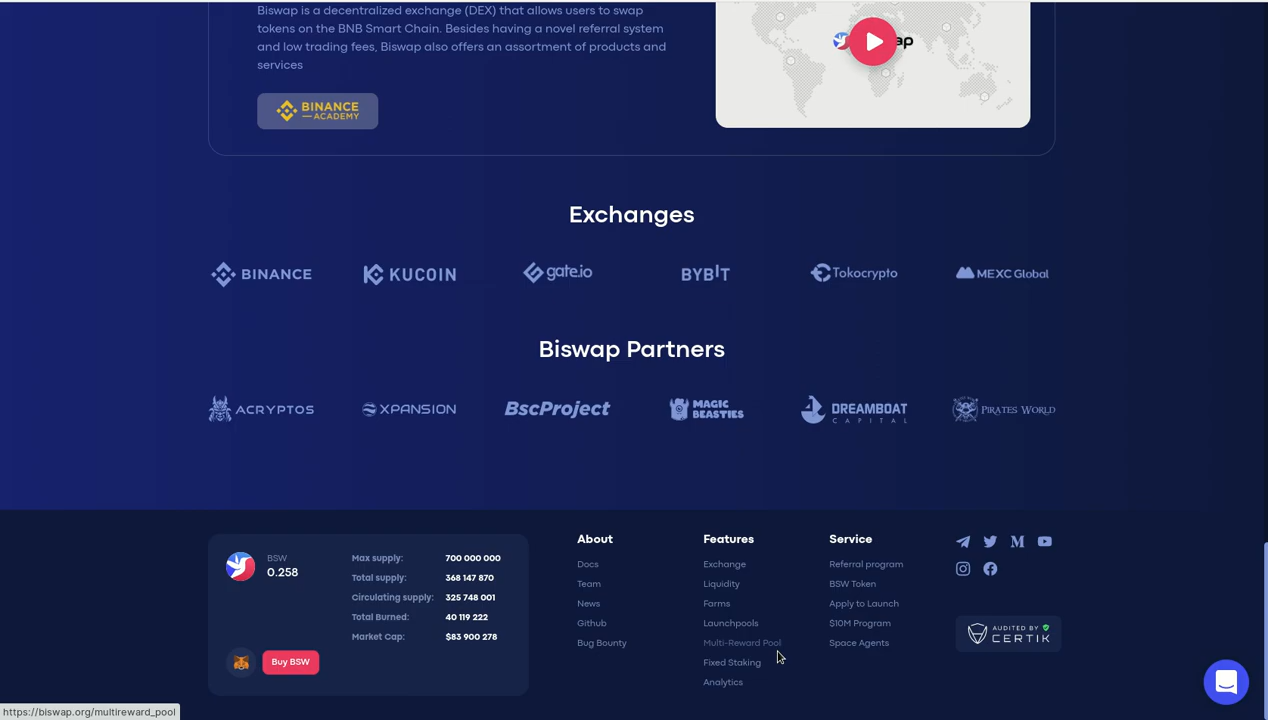 Biswap is a decentralized exchange (DEX) that allows users to swap
tokens on the BNB Smart Chain. Besides having a novel referral system
and low trading fees, Biswap also offers an assortment of products and
services
BINANCE
ACADEMY
ap
Exchanges
BINANCE
KUCOIN
gate.io
BYBIT
Tokocrypto
MEXC Global
Biswap Partners
ACRYPTOS
XPANSION
BscProject
MAGIC
BEASTIES
DREAMBOAT
CAPITAL
PIRATES WORLD
BSW
0.258
Max supply: 700 000 000
Total supply: 368 147 870
Circulating supply: 325 748 001
Total Burned: 40 119 222
Market Cap: $83 900 278
Buy BSW
About
Docs
Team
News
Github
Bug Bounty
Features
Exchange
Liquidity
Farms
Launchpools
Multi-Reward Pool
Fixed Staking
Analytics
Service
Referral program
BSW Token
Apply to Launch
$10M Program
Space Agents
AUDITED BY
CERTIK
https://biswap.org/multireward_pool